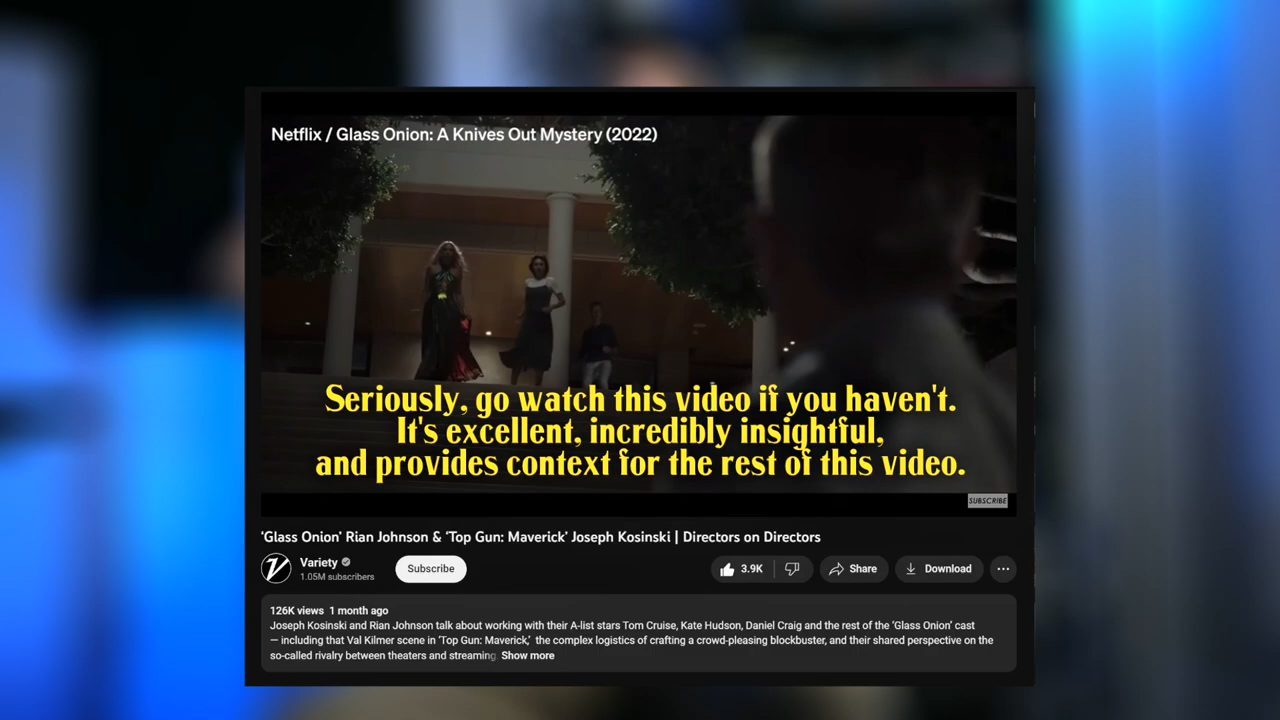 Netflix / Glass Onion: A Knives Out Mystery (2022)
Seriously, go watch this video if you haven't.
It's excellent, incredibly insightful,
and provides context for the rest of this video.
SUBSCRIBE
'Glass Onion' Rian Johnson & 'Top Gun: Maverick' Joseph Kosinski | Directors on Directors
Variety
1.05M subscribers
Subscribe
3.9K
Share
Download
126K views 1 month ago
Joseph Kosinski and Rian Johnson talk about working with their A-list stars Tom Cruise, Kate Hudson, Daniel Craig and the rest of the 'Glass Onion' cast
— including that Val Kilmer scene in 'Top Gun: Maverick,' the complex logistics of crafting a crowd-pleasing blockbuster, and their shared perspective on the
so-called rivalry between theaters and streaming. Show more